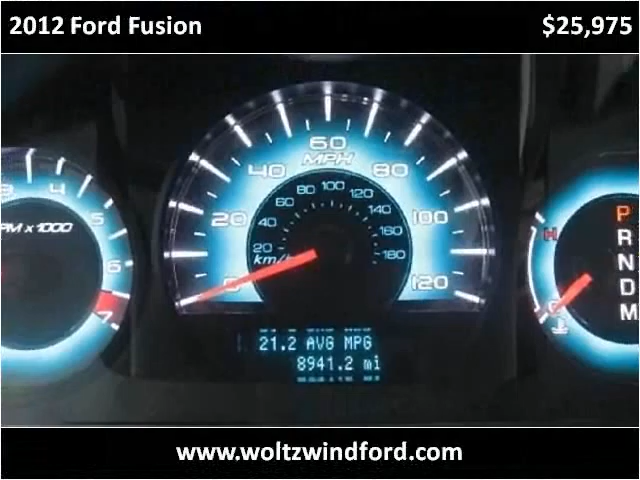 2012 Ford Fusion $25,975
60
MPH
40 80
20 100
0 120
80 100 120
60 140
40 160
20 180
km/h
3 4 5 6 7
PM x 1000
H
C
P
R
N
D
M
21.2 AVG MPG
8941.2 mi
www.woltzwindford.com